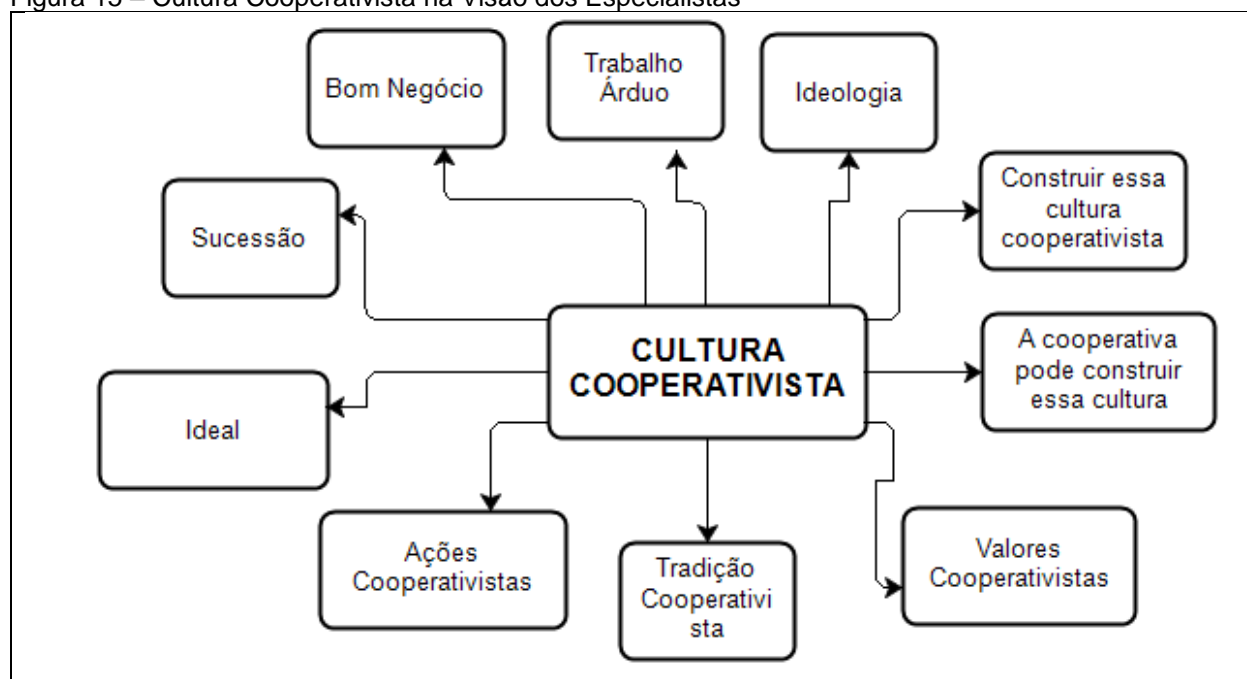 Figura 15 – Cultura Cooperativista na Visão dos Especialistas
Bom Negócio
Trabalho
Árduo
Ideologia
Construir essa
cultura
cooperativista
Sucessão
CULTURA
COOPERATIVISTA
A cooperativa
pode construir
essa cultura
Ideal
Ações
Cooperativistas
Tradição
Cooperativi
sta
Valores
Cooperativistas